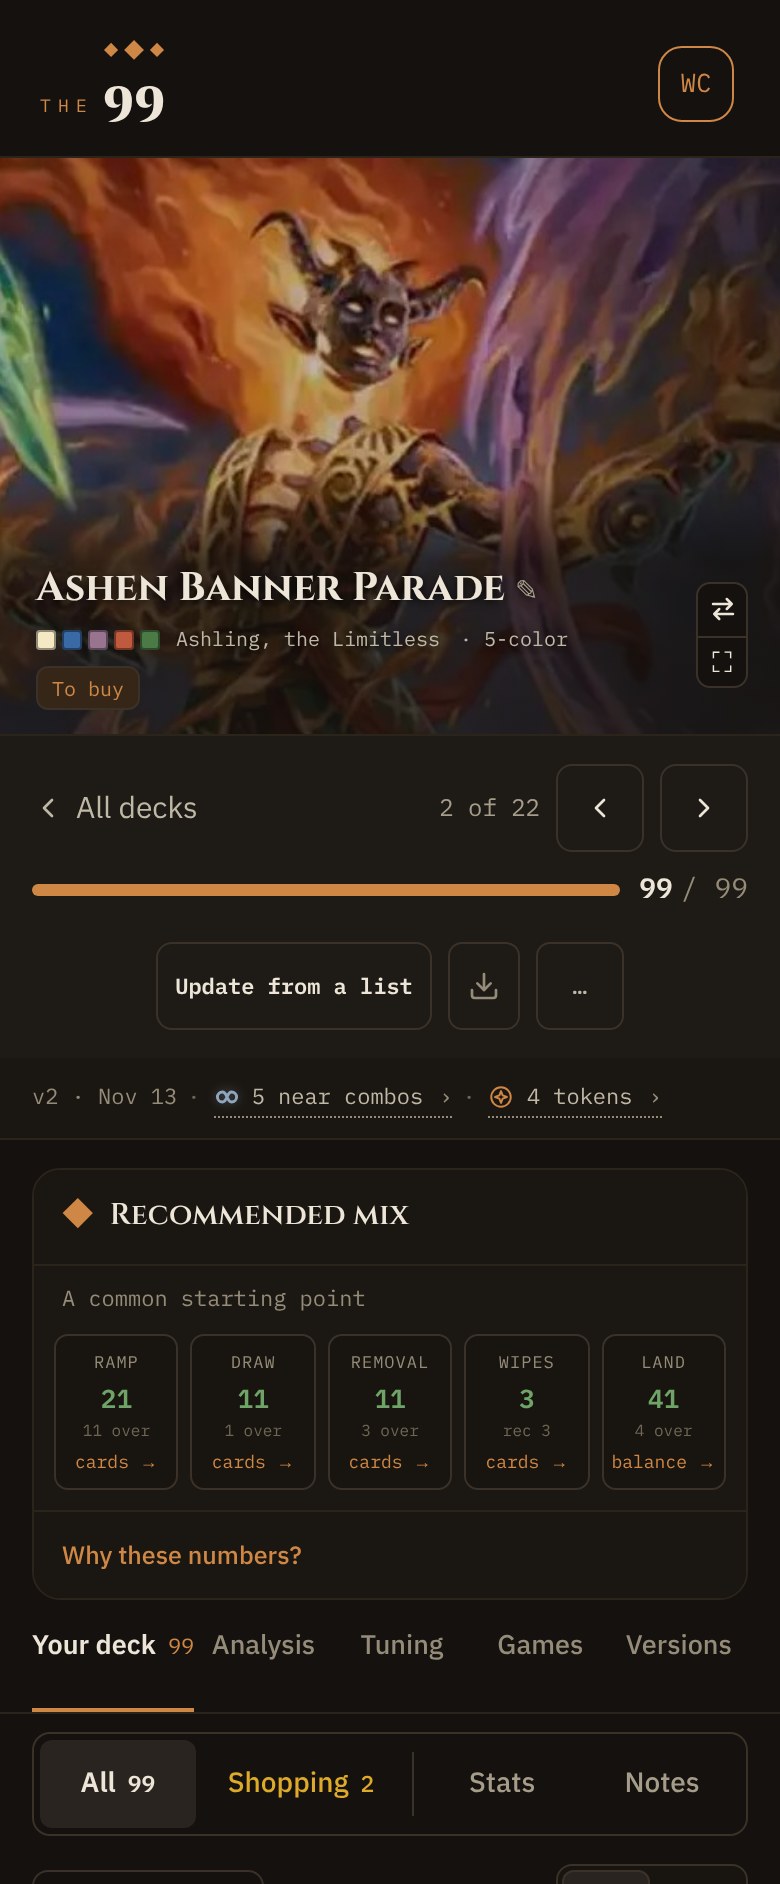 THE 99
WC
Ashen Banner Parade
Ashling, the Limitless · 5-color
To buy
All decks
2 of 22
99 / 99
Update from a list
…
v2 · Nov 13 · 5 near combos › · 4 tokens ›
Recommended mix
A common starting point
RAMP DRAW REMOVAL WIPES LAND
21 11 11 3 41
11 over 1 over 3 over rec 3 4 over
cards → cards → cards → cards → balance →
Why these numbers?
Your deck 99 Analysis Tuning Games Versions
All 99 Shopping 2 Stats Notes